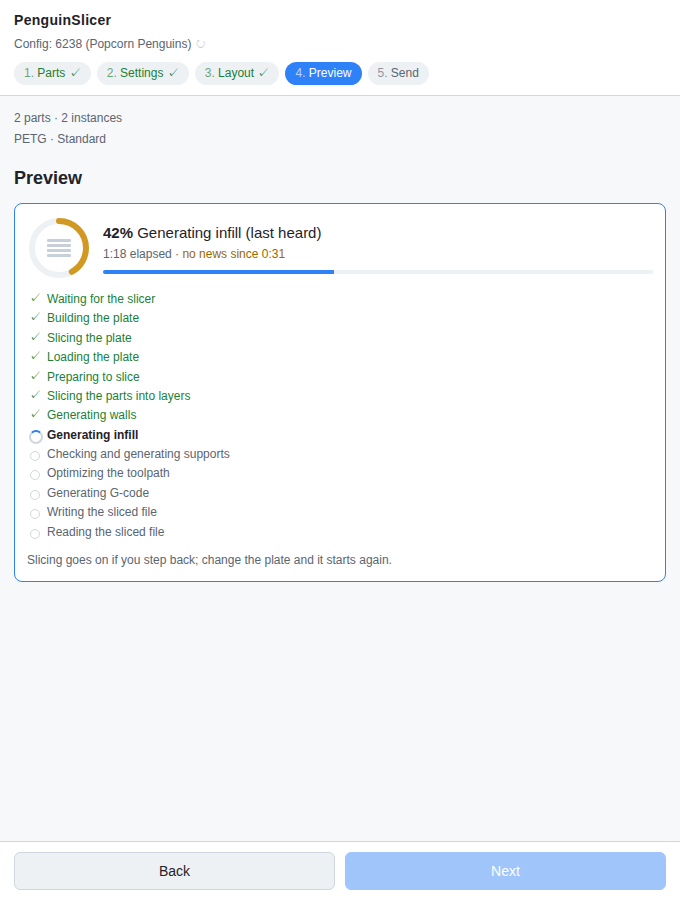 PenguinSlicer
Config: 6238 (Popcorn Penguins)
1. Parts ✓ 2. Settings ✓ 3. Layout ✓ 4. Preview 5. Send
2 parts · 2 instances
PETG · Standard
Preview
42% Generating infill (last heard)
1:18 elapsed · no news since 0:31
✓ Waiting for the slicer
✓ Building the plate
✓ Slicing the plate
✓ Loading the plate
✓ Preparing to slice
✓ Slicing the parts into layers
✓ Generating walls
Generating infill
Checking and generating supports
Optimizing the toolpath
Generating G-code
Writing the sliced file
Reading the sliced file
Slicing goes on if you step back; change the plate and it starts again.
Back Next